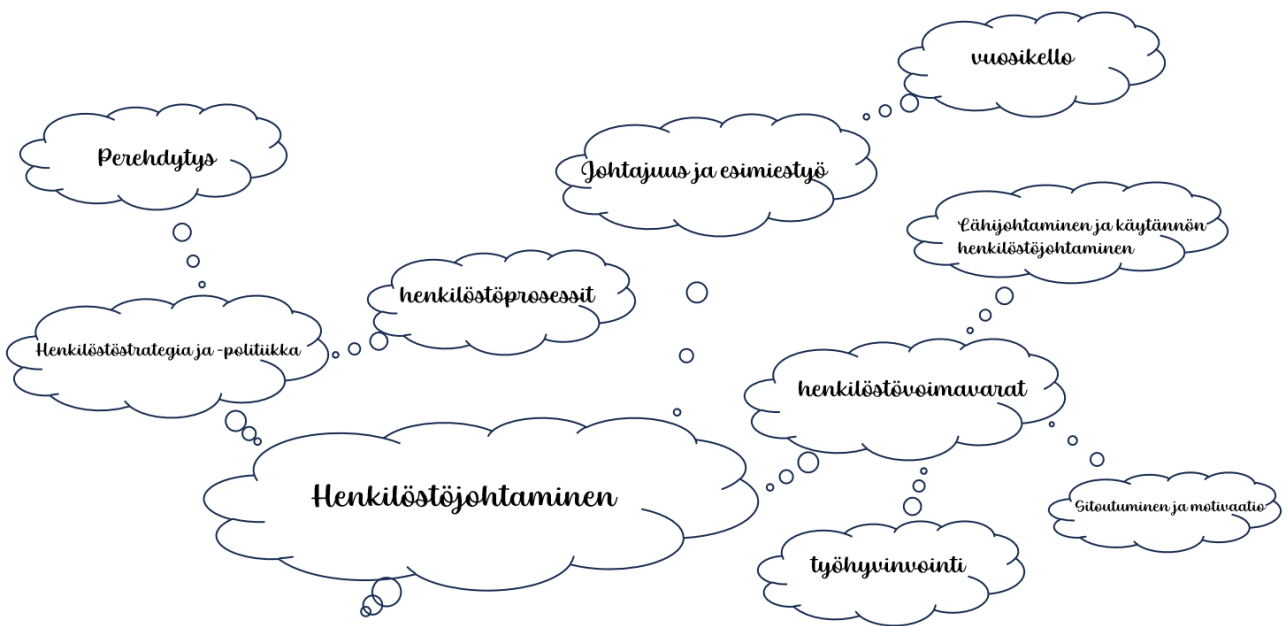 vuosikello
Perehdytys
Johtajuus ja esimiestyö
Lähijohtaminen ja käytännön
henkilöstöjohtaminen
henkilöstöprosessit
Henkilöstöstrategia ja -politiikka
henkilöstövoimavarat
Henkilöstöjohtaminen
Sitoutuminen ja motivaatio
työhyvinvointi